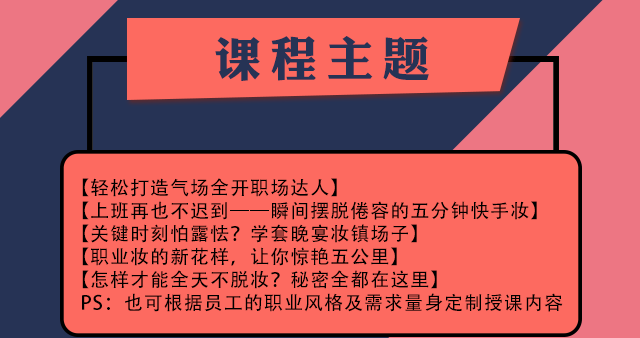 课程主题
【轻松打造气场全开职场达人】
【上班再也不迟到——瞬间摆脱倦容的五分钟快手妆】
【关键时刻怕露怯？学套晚宴妆镇场子】
【职业妆的新花样，让你惊艳五公里】
【怎样才能全天不脱妆？秘密全都在这里】
PS：也可根据员工的职业风格及需求量身定制授课内容